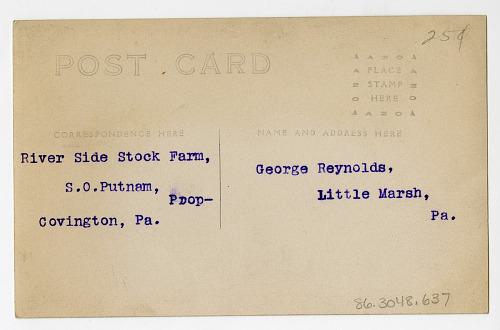 25¢
POST CARD
AZO
PLACE
STAMP
HERE
AZO
CORRESPONDENCE HERE
NAME AND ADDRESS HERE
River Side Stock Farm,
S.O.Putnam,
Prop-
Covington, Pa.
George Reynolds,
Little Marsh,
Pa.
86.3048.637